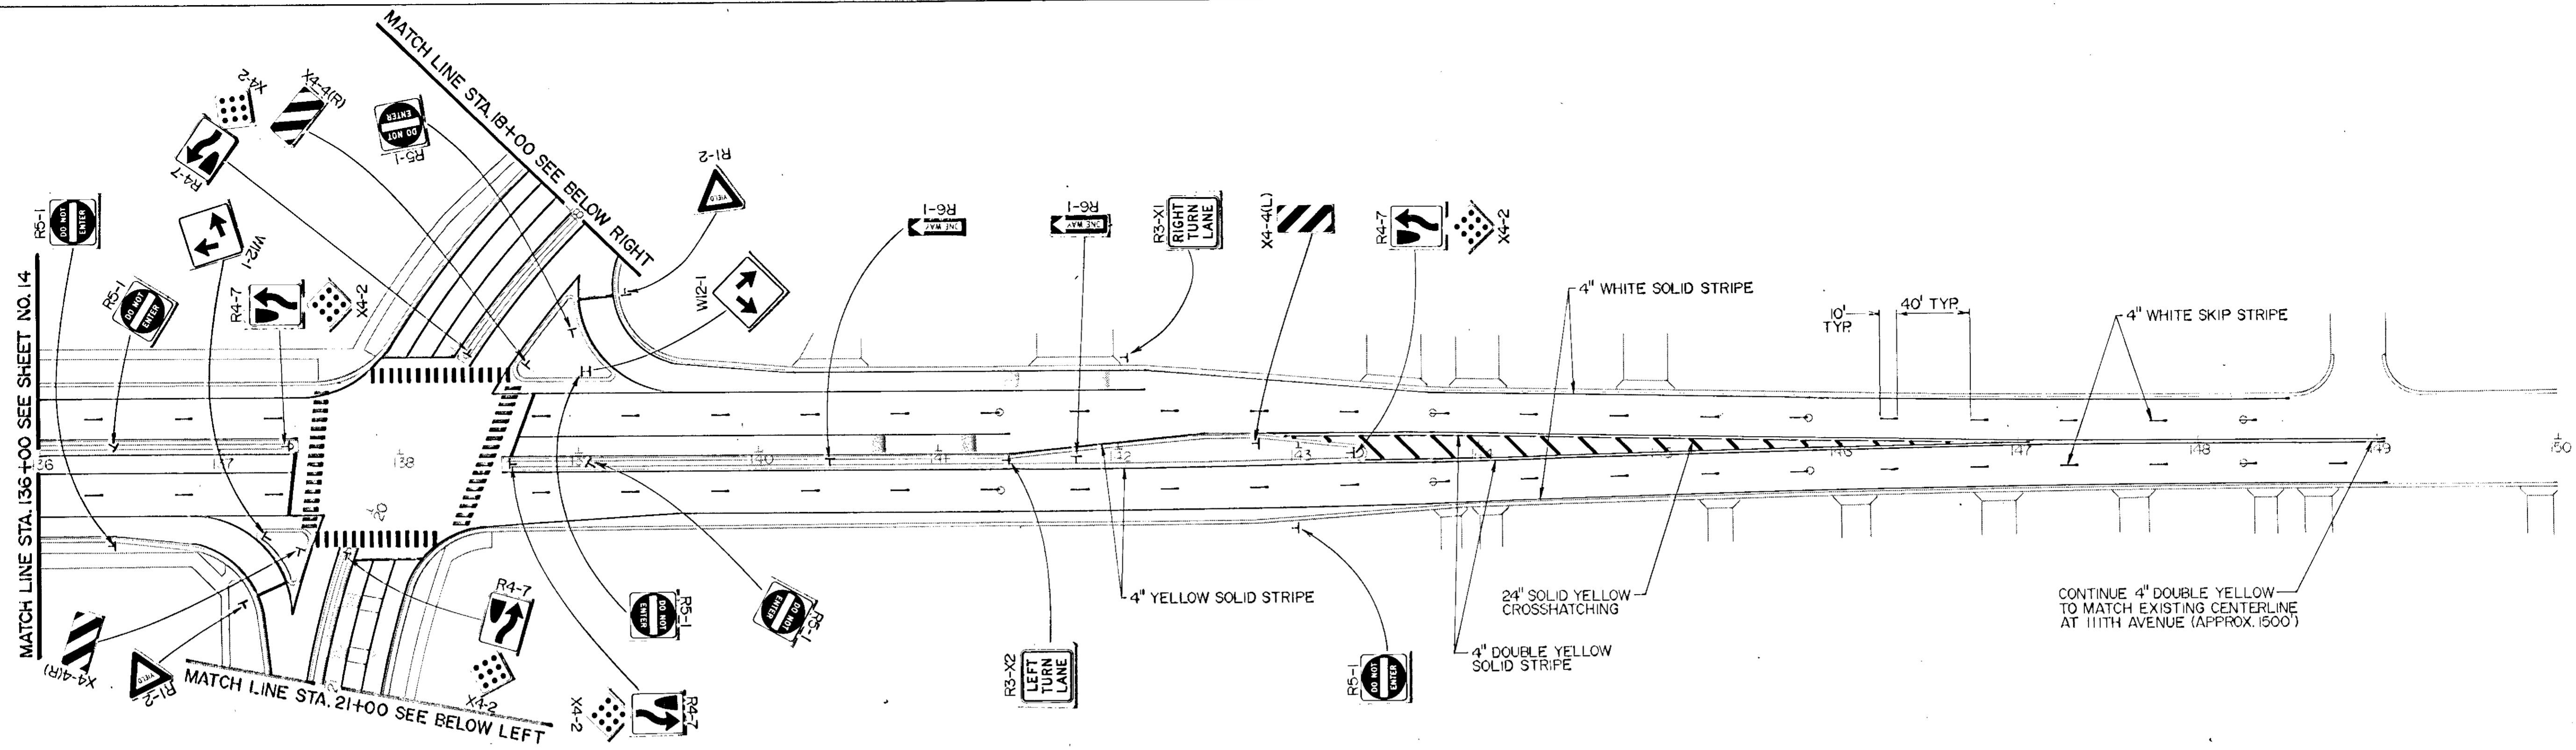 MATCH LINE STA. 136+00 SEE SHEET NO. 14
MATCH LINE STA. 18+00 SEE BELOW RIGHT
X4-2
X4-4(R)
R4-7
DO NOT
ENTER
R5-1
R5-1
DO NOT
ENTER
W12-1
R5-1
DO NOT
ENTER
R4-7
X4-2
R1-2
YIELD
W12-1
R6-1
ONE WAY
R6-1
ONE WAY
R3-X1
RIGHT
TURN
LANE
X4-4(L)
R4-7
X4-2
4" WHITE SOLID STRIPE
10'
TYP.
40' TYP.
4" WHITE SKIP STRIPE
136
137
138
140
141
142
143
146
147
148
149
150
20
4" YELLOW SOLID STRIPE
24" SOLID YELLOW
CROSSHATCHING
4" DOUBLE YELLOW
SOLID STRIPE
CONTINUE 4" DOUBLE YELLOW
TO MATCH EXISTING CENTERLINE
AT 111TH AVENUE (APPROX. 1500')
X4-4(R)
YIELD
R1-2
MATCH LINE STA. 21+00 SEE BELOW LEFT
R4-7
X4-2
X4-2
R4-7
DO NOT
ENTER
R5-1
DO NOT
ENTER
R5-1
R3-X2
LEFT
TURN
LANE
R5-1
DO NOT
ENTER